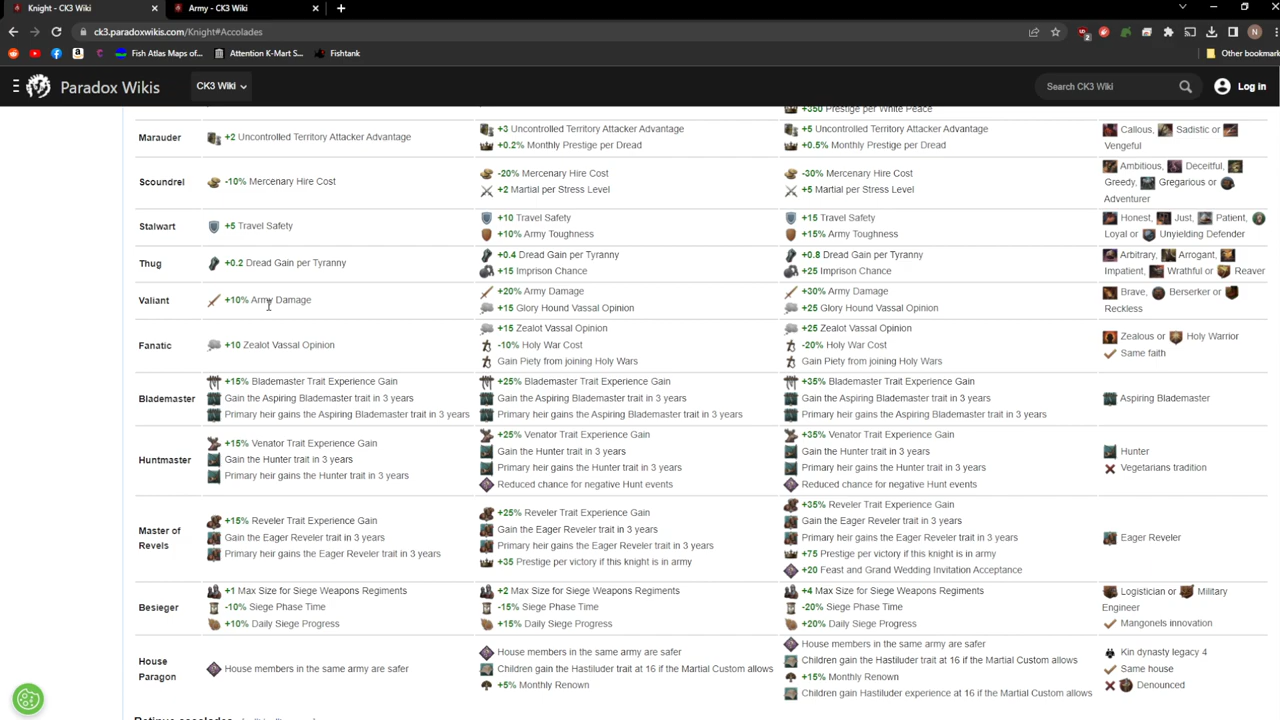 Knight - CK3 Wiki
Army - CK3 Wiki
ck3.paradoxwikis.com/Knight#Accolades
N
2
Fish Atlas Maps of...
Attention K-Mart S...
Fishtank
Other bookmark
Paradox Wikis
CK3 Wiki
Search CK3 Wiki
Log in
+350 Prestige per White Peace
Marauder
+2 Uncontrolled Territory Attacker Advantage
+3 Uncontrolled Territory Attacker Advantage
+0.2% Monthly Prestige per Dread
+5 Uncontrolled Territory Attacker Advantage
+0.5% Monthly Prestige per Dread
Callous, Sadistic or
Vengeful
Scoundrel
-10% Mercenary Hire Cost
-20% Mercenary Hire Cost
+2 Martial per Stress Level
-30% Mercenary Hire Cost
+5 Martial per Stress Level
Ambitious, Deceitful,
Greedy, Gregarious or
Adventurer
Stalwart
+5 Travel Safety
+10 Travel Safety
+10% Army Toughness
+15 Travel Safety
+15% Army Toughness
Honest, Just, Patient,
Loyal or Unyielding Defender
Thug
+0.2 Dread Gain per Tyranny
+0.4 Dread Gain per Tyranny
+15 Imprison Chance
+0.8 Dread Gain per Tyranny
+25 Imprison Chance
Arbitrary, Arrogant,
Impatient, Wrathful or Reaver
Valiant
+10% Army Damage
+20% Army Damage
+15 Glory Hound Vassal Opinion
+30% Army Damage
+25 Glory Hound Vassal Opinion
Brave, Berserker or
Reckless
Fanatic
+10 Zealot Vassal Opinion
+15 Zealot Vassal Opinion
-10% Holy War Cost
Gain Piety from joining Holy Wars
+25 Zealot Vassal Opinion
-20% Holy War Cost
Gain Piety from joining Holy Wars
Zealous or Holy Warrior
Same faith
Blademaster
+15% Blademaster Trait Experience Gain
Gain the Aspiring Blademaster trait in 3 years
Primary heir gains the Aspiring Blademaster trait in 3 years
+25% Blademaster Trait Experience Gain
Gain the Aspiring Blademaster trait in 3 years
Primary heir gains the Aspiring Blademaster trait in 3 years
+35% Blademaster Trait Experience Gain
Gain the Aspiring Blademaster trait in 3 years
Primary heir gains the Aspiring Blademaster trait in 3 years
Aspiring Blademaster
Huntmaster
+15% Venator Trait Experience Gain
Gain the Hunter trait in 3 years
Primary heir gains the Hunter trait in 3 years
+25% Venator Trait Experience Gain
Gain the Hunter trait in 3 years
Primary heir gains the Hunter trait in 3 years
Reduced chance for negative Hunt events
+35% Venator Trait Experience Gain
Gain the Hunter trait in 3 years
Primary heir gains the Hunter trait in 3 years
Reduced chance for negative Hunt events
Hunter
Vegetarians tradition
Master of
Revels
+15% Reveler Trait Experience Gain
Gain the Eager Reveler trait in 3 years
Primary heir gains the Eager Reveler trait in 3 years
+25% Reveler Trait Experience Gain
Gain the Eager Reveler trait in 3 years
Primary heir gains the Eager Reveler trait in 3 years
+35 Prestige per victory if this knight is in army
+35% Reveler Trait Experience Gain
Gain the Eager Reveler trait in 3 years
Primary heir gains the Eager Reveler trait in 3 years
+75 Prestige per victory if this knight is in army
+20 Feast and Grand Wedding Invitation Acceptance
Eager Reveler
Besieger
+1 Max Size for Siege Weapons Regiments
-10% Siege Phase Time
+10% Daily Siege Progress
+2 Max Size for Siege Weapons Regiments
-15% Siege Phase Time
+15% Daily Siege Progress
+4 Max Size for Siege Weapons Regiments
-20% Siege Phase Time
+20% Daily Siege Progress
Logistician or Military
Engineer
Mangonels innovation
House
Paragon
House members in the same army are safer
House members in the same army are safer
Children gain the Hastiluder trait at 16 if the Martial Custom allows
+5% Monthly Renown
House members in the same army are safer
Children gain the Hastiluder trait at 16 if the Martial Custom allows
+15% Monthly Renown
Children gain Hastiluder experience at 16 if the Martial Custom allows
Kin dynasty legacy 4
Same house
Denounced